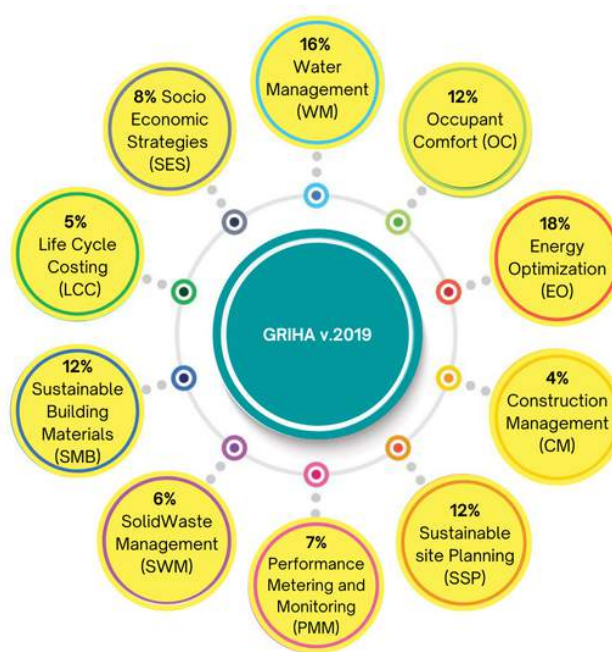 16%
Water
Management
(WM)
12%
Occupant
Comfort (OC)
18%
Energy
Optimization
(EO)
4%
Construction
Management
(CM)
12%
Sustainable
site Planning
(SSP)
7%
Performance
Metering and
Monitoring
(PMM)
6%
SolidWaste
Management
(SWM)
12%
Sustainable
Building
Materials
(SMB)
5%
Life Cycle
Costing
(LCC)
8% Socio
Economic
Strategies
(SES)
GRIHA v.2019